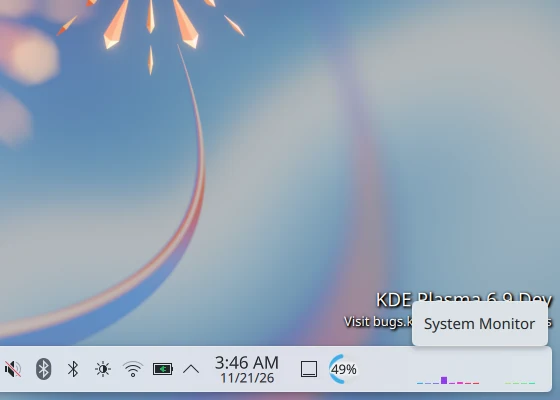 KDE Plasma 6.9 Dev
Visit bugs.k
System Monitor
3:46 AM
11/21/26
49%